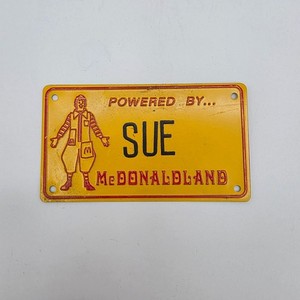 POWERED BY...
SUE
M
McDONALDLAND